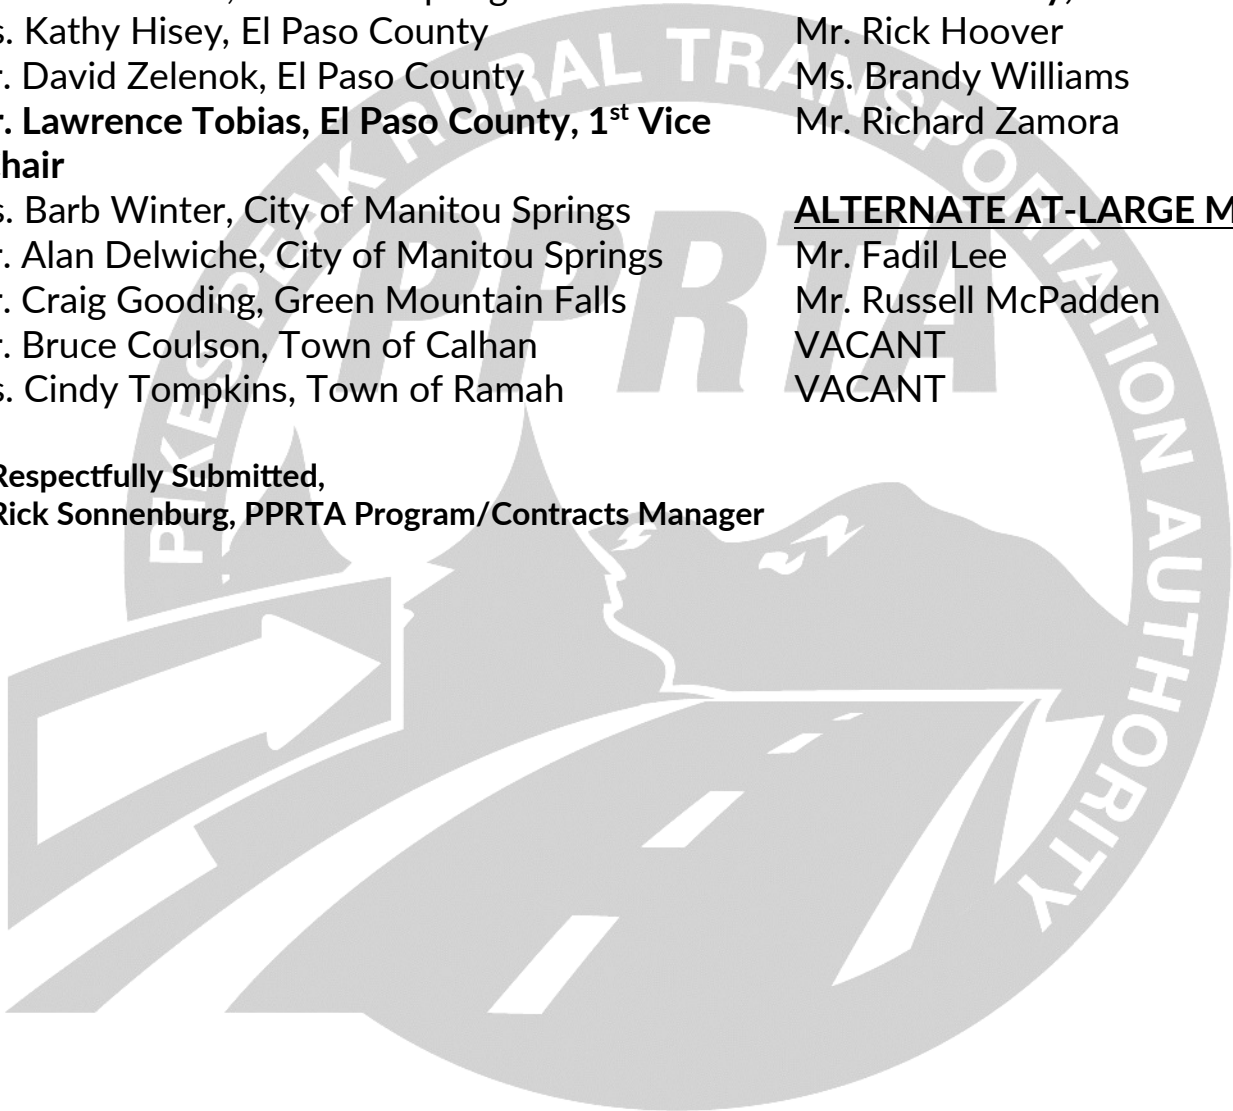 s. Kathy Hisey, El Paso County
r. David Zelenok, El Paso County
r. Lawrence Tobias, El Paso County, 1st Vice
hair
s. Barb Winter, City of Manitou Springs
r. Alan Delwiche, City of Manitou Springs
r. Craig Gooding, Green Mountain Falls
r. Bruce Coulson, Town of Calhan
s. Cindy Tompkins, Town of Ramah
Respectfully Submitted,
Rick Sonnenburg, PPRTA Program/Contracts Manager
Mr. Rick Hoover
Ms. Brandy Williams
Mr. Richard Zamora
ALTERNATE AT-LARGE M
Mr. Fadil Lee
Mr. Russell McPadden
VACANT
VACANT
PIKES PEAK RURAL TRANSPORTATION AUTHORITY
PPRTA